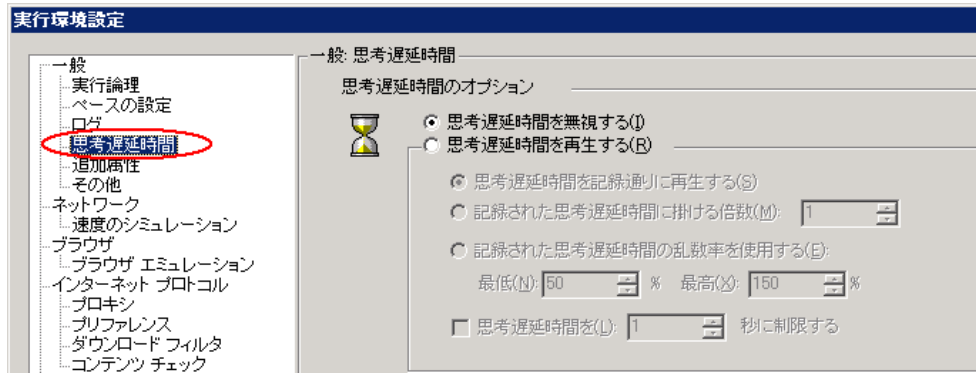 実行環境設定
一般
実行論理
ペースの設定
ログ
思考遅延時間
追加属性
その他
ネットワーク
速度のシミュレーション
ブラウザ
ブラウザ エミュレーション
インターネット プロトコル
プロキシ
プリファレンス
ダウンロード フィルタ
コンテンツ チェック
一般: 思考遅延時間
思考遅延時間のオプション
思考遅延時間を無視する(I)
思考遅延時間を再生する(R)
思考遅延時間を記録通りに再生する(S)
記録された思考遅延時間に掛ける倍数(M): 1
記録された思考遅延時間の乱数率を使用する(E):
最低(N): 50 % 最高(X): 150 %
思考遅延時間を(L): 1 秒に制限する